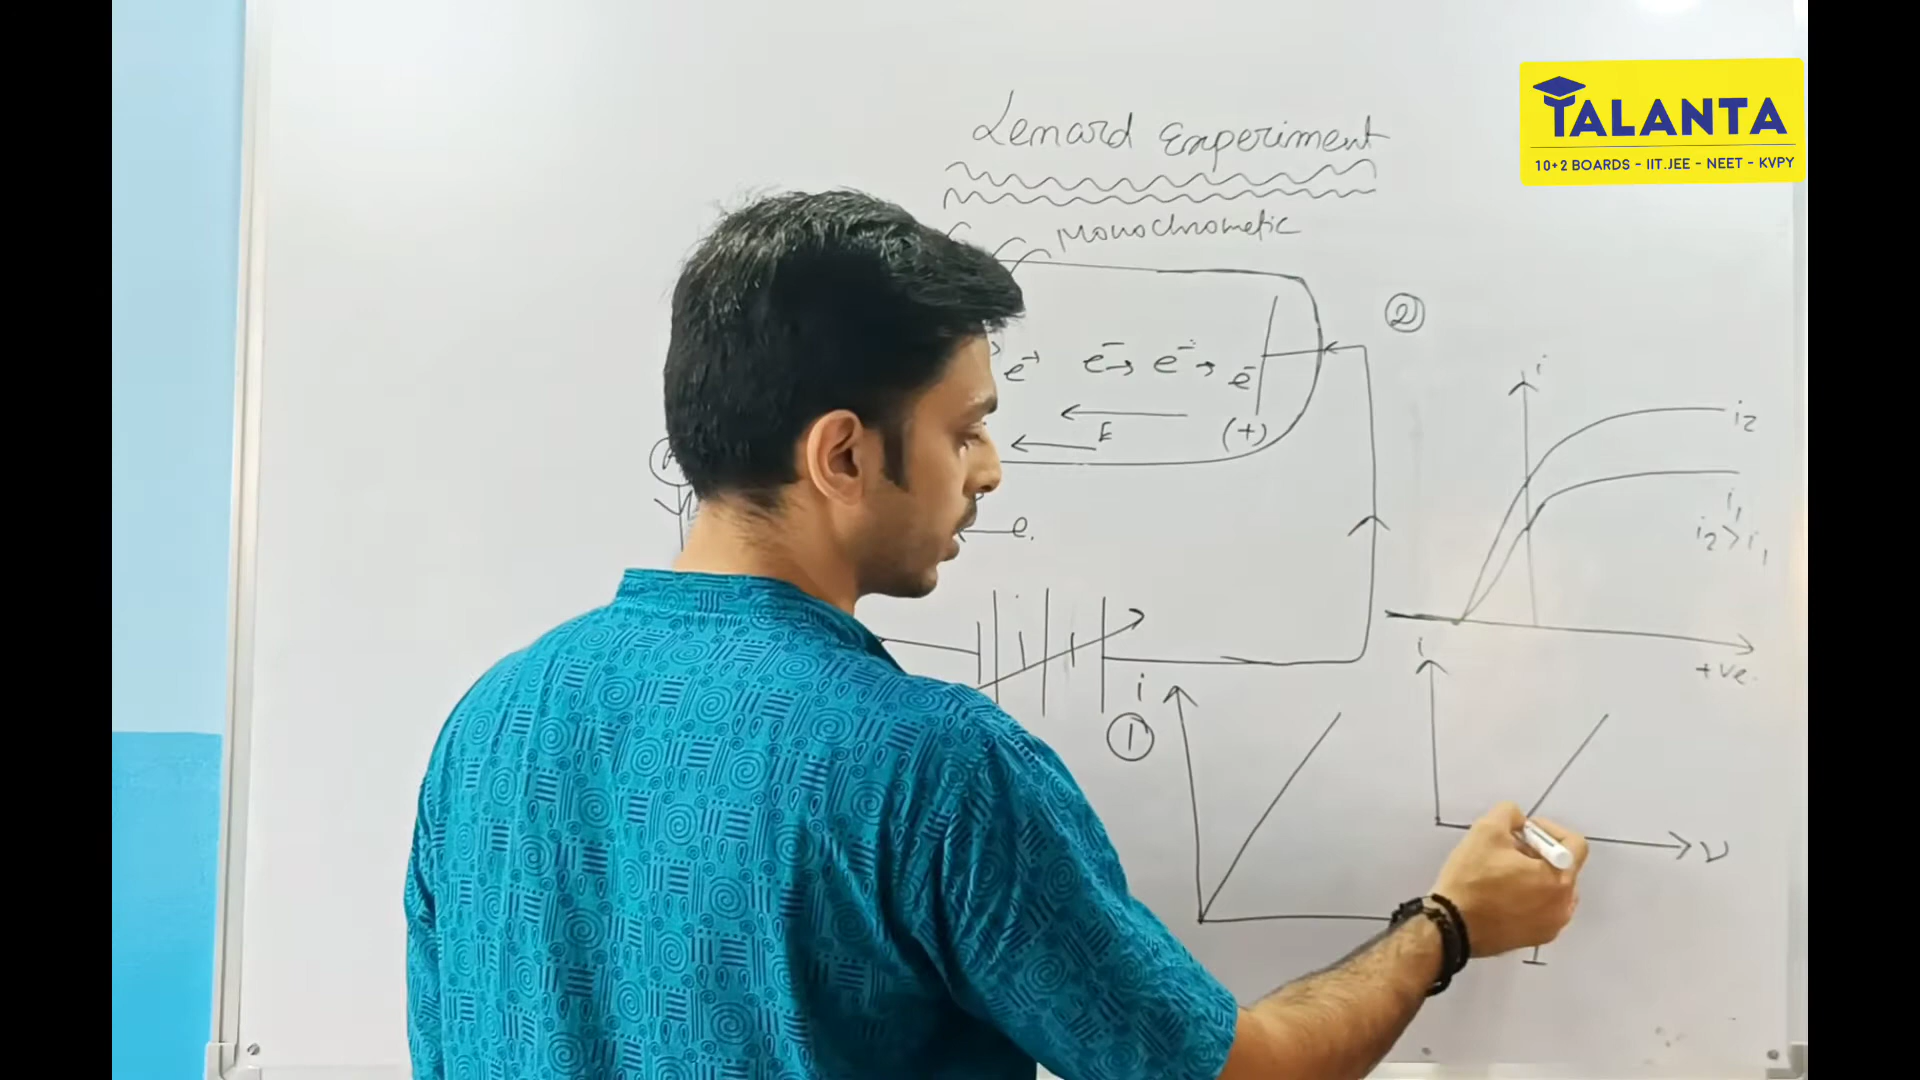 TALANTA
10+2 BOARDS - IIT.JEE - NEET - KVPY
Lenard Experiment
Monochrometic
②
e⁻ e⁻ e⁻ e⁻
E
(+)
e.
i
i₂
i₁
i₂>i₁
+ve.
i
①
i
ν
I